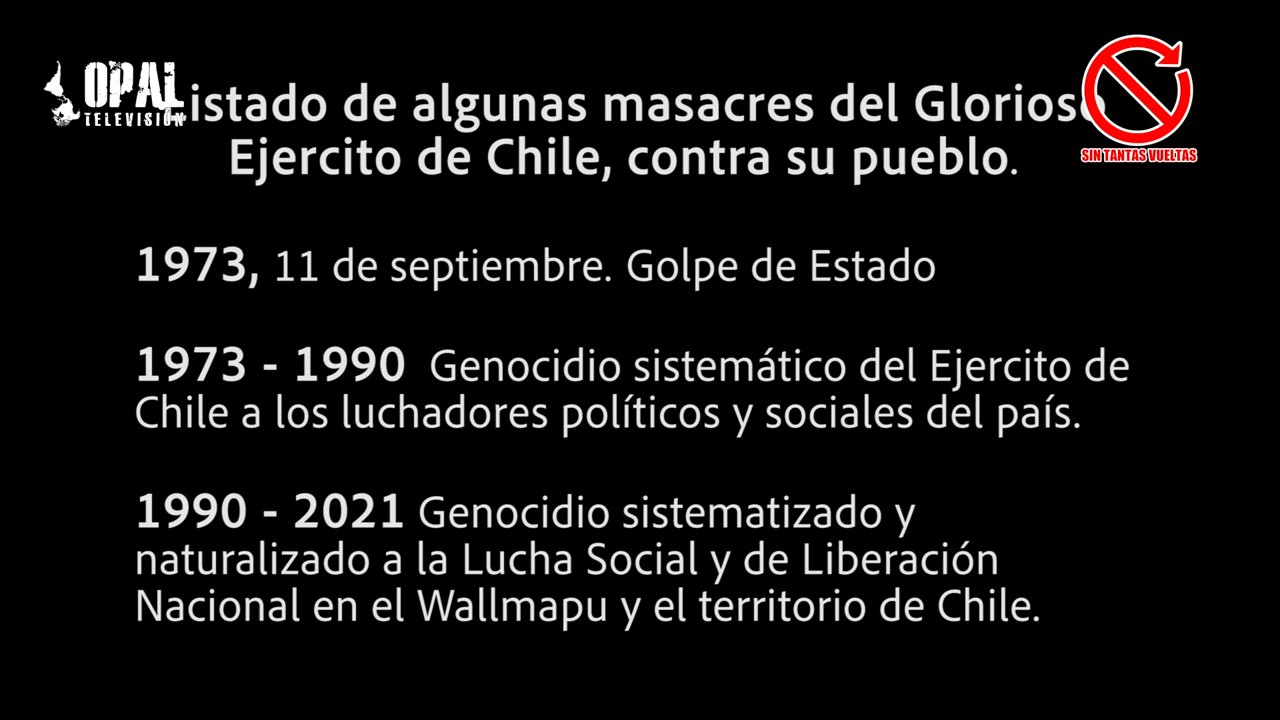 OPAL
TELEVISIÓN
Listado de algunas masacres del Glorioso
Ejercito de Chile, contra su pueblo.
SIN TANTAS VUELTAS
1973, 11 de septiembre. Golpe de Estado
1973 - 1990 Genocidio sistemático del Ejercito de
Chile a los luchadores políticos y sociales del país.
1990 - 2021 Genocidio sistematizado y
naturalizado a la Lucha Social y de Liberación
Nacional en el Wallmapu y el territorio de Chile.